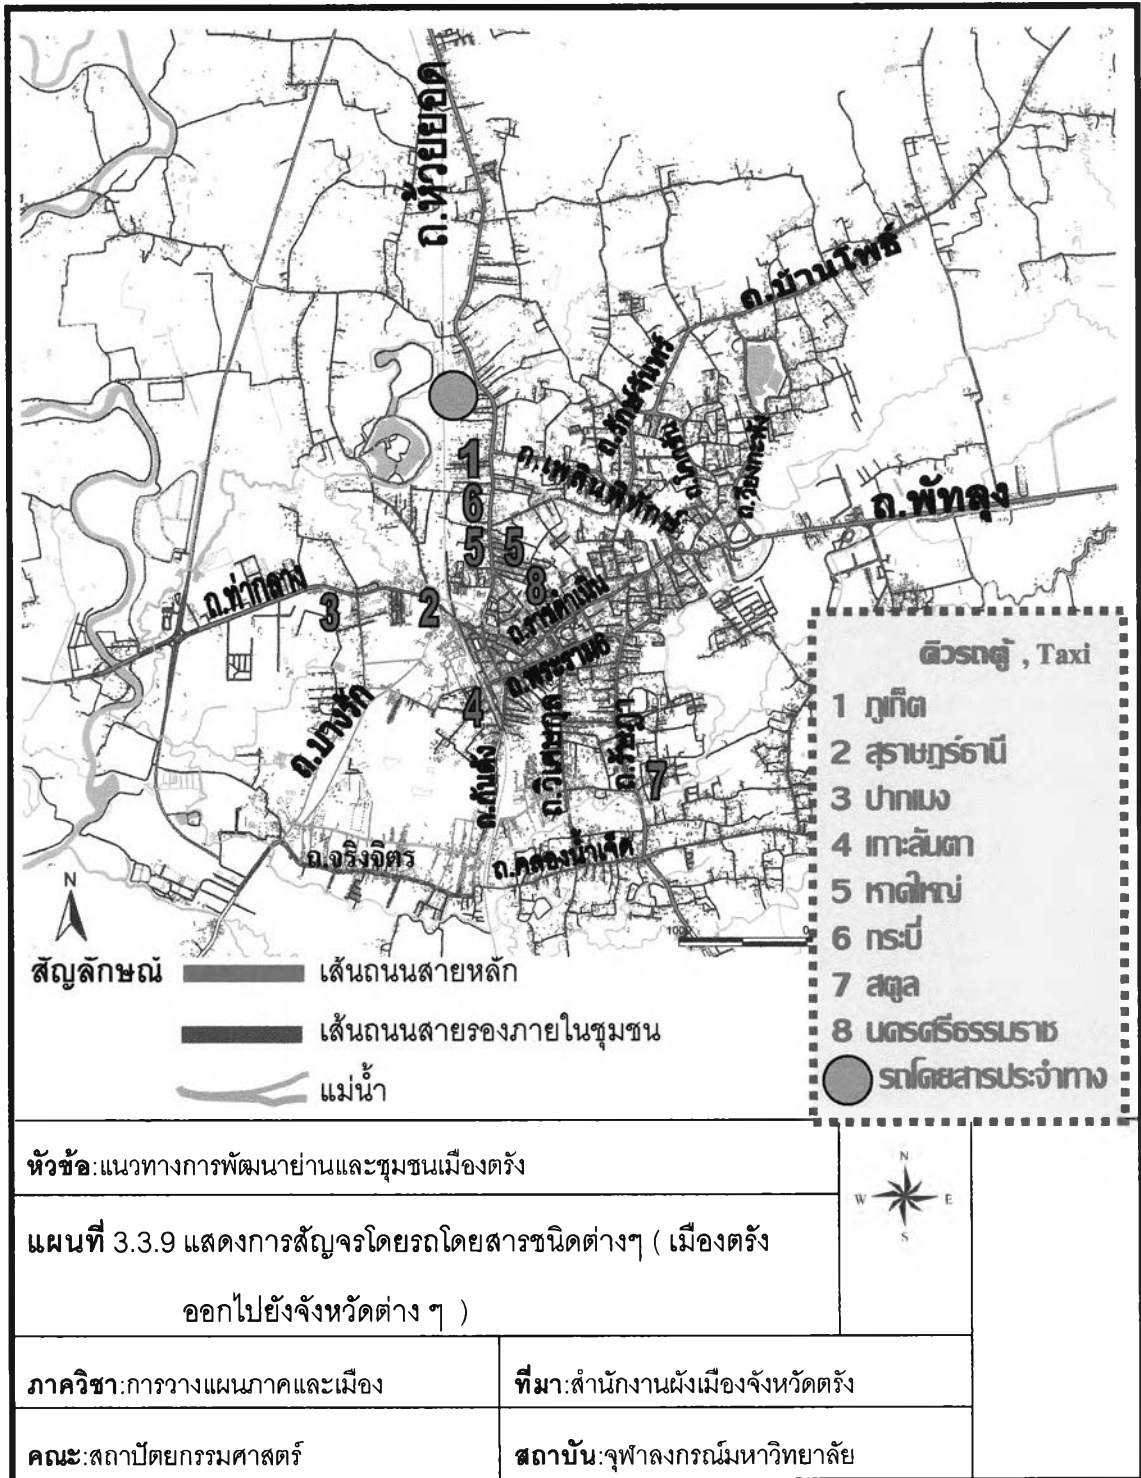 ถ.ห้วยยอด
ถ.บ้านโพธิ์
ถ.รักษ์จันทร์
ถ.เวียงกะพัง
ถ.เพลินพิทักษ์
ถ.พัทลุง
1
6
5 5
8
ถ.ท่ากลาง
3
2
ถ.ราชดำเนิน
ถ.พระราม6
4
ถ.บางรัก
ถ.กันตัง
ถ.วิเศษกุล
ถ.รัษฎา
7
ถ.จริงจิตร
ถ.คลองน้ำเจ็ด
N
1000 0
คิวรถตู้ , Taxi
1 ภูเก็ต
2 สุราษฎร์ธานี
3 ปากเมง
4 เกาะลันตา
5 หาดใหญ่
6 กระบี่
7 สตูล
8 นครศรีธรรมราช
รถโดยสารประจำทาง
สัญลักษณ์
เส้นถนนสายหลัก
เส้นถนนสายรองภายในชุมชน
แม่น้ำ
หัวข้อ:แนวทางการพัฒนาย่านและชุมชนเมืองตรัง
N
W E
S
แผนที่ 3.3.9 แสดงการสัญจรโดยรถโดยสารชนิดต่างๆ ( เมืองตรัง
ออกไปยังจังหวัดต่าง ๆ )
ภาควิชา:การวางแผนภาคและเมือง
ที่มา:สำนักงานผังเมืองจังหวัดตรัง
คณะ:สถาปัตยกรรมศาสตร์
สถาบัน:จุฬาลงกรณ์มหาวิทยาลัย